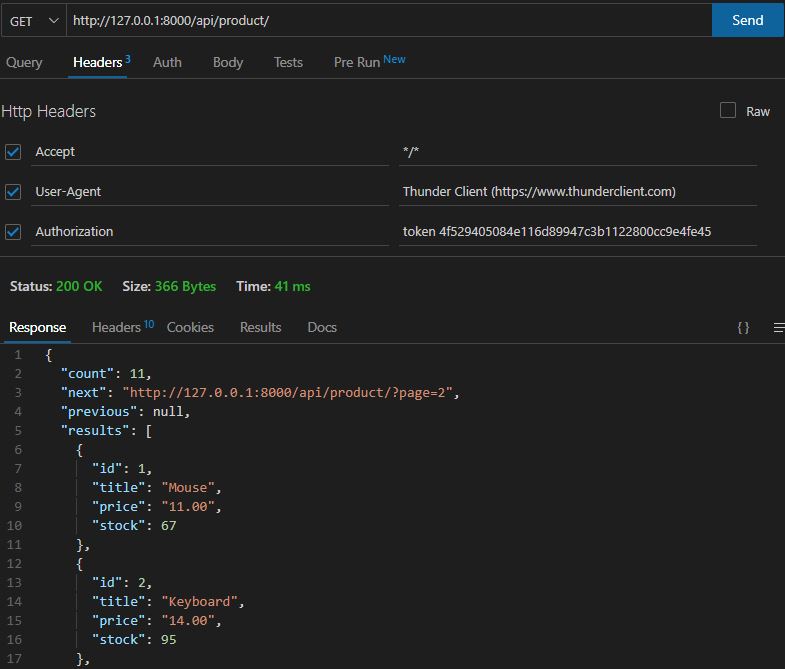 GET http://127.0.0.1:8000/api/product/ Send
Query Headers 3 Auth Body Tests Pre Run New
Http Headers Raw
Accept */*
User-Agent Thunder Client (https://www.thunderclient.com)
Authorization token 4f529405084e116d89947c3b1122800cc9e4fe45
Status: 200 OK Size: 366 Bytes Time: 41 ms
Response Headers 10 Cookies Results Docs { }
1 {
2 "count": 11,
3 "next": "http://127.0.0.1:8000/api/product/?page=2",
4 "previous": null,
5 "results": [
6 {
7 "id": 1,
8 "title": "Mouse",
9 "price": "11.00",
10 "stock": 67
11 },
12 {
13 "id": 2,
14 "title": "Keyboard",
15 "price": "14.00",
16 "stock": 95
17 },